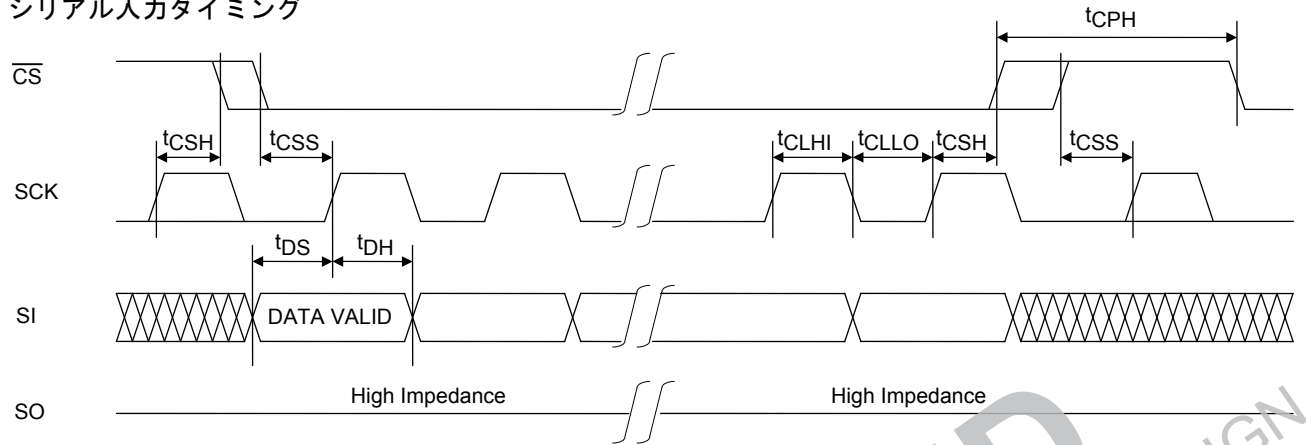 シリアル入力タイミング
tCPH
CS
tCSH
tCSS
tCLHI
tCLLO
tCSH
tCSS
SCK
tDS
tDH
SI
DATA VALID
SO
High Impedance
High Impedance